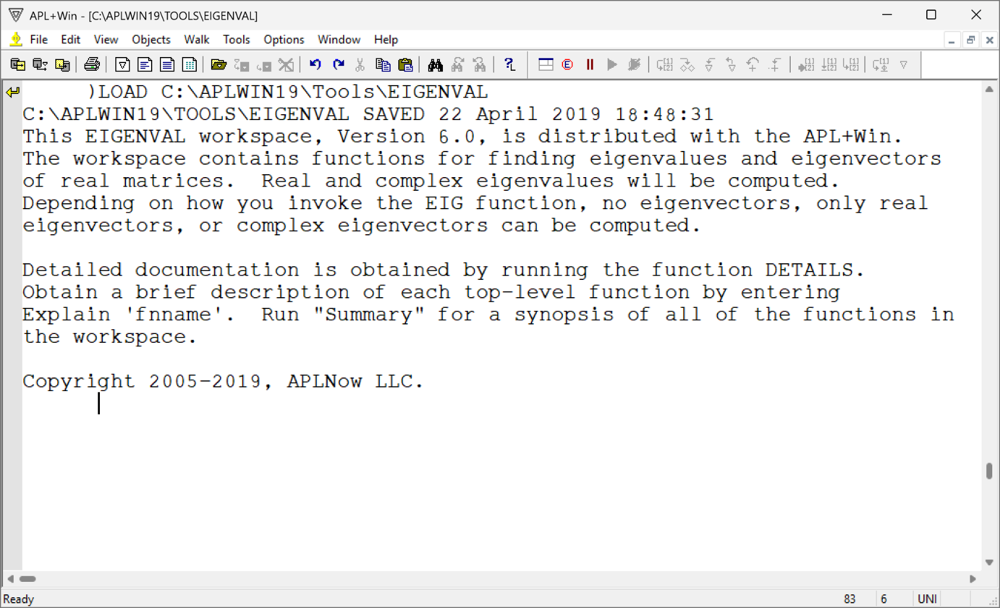 APL+Win - [C:\APLWIN19\TOOLS\EIGENVAL]
File Edit View Objects Walk Tools Options Window Help
)LOAD C:\APLWIN19\Tools\EIGENVAL
C:\APLWIN19\TOOLS\EIGENVAL SAVED 22 April 2019 18:48:31
This EIGENVAL workspace, Version 6.0, is distributed with the APL+Win.
The workspace contains functions for finding eigenvalues and eigenvectors
of real matrices.  Real and complex eigenvalues will be computed.
Depending on how you invoke the EIG function, no eigenvectors, only real
eigenvectors, or complex eigenvectors can be computed.
Detailed documentation is obtained by running the function DETAILS.
Obtain a brief description of each top-level function by entering
Explain 'fnname'.  Run "Summary" for a synopsis of all of the functions in
the workspace.
Copyright 2005-2019, APLNow LLC.
Ready 83 6 UNI